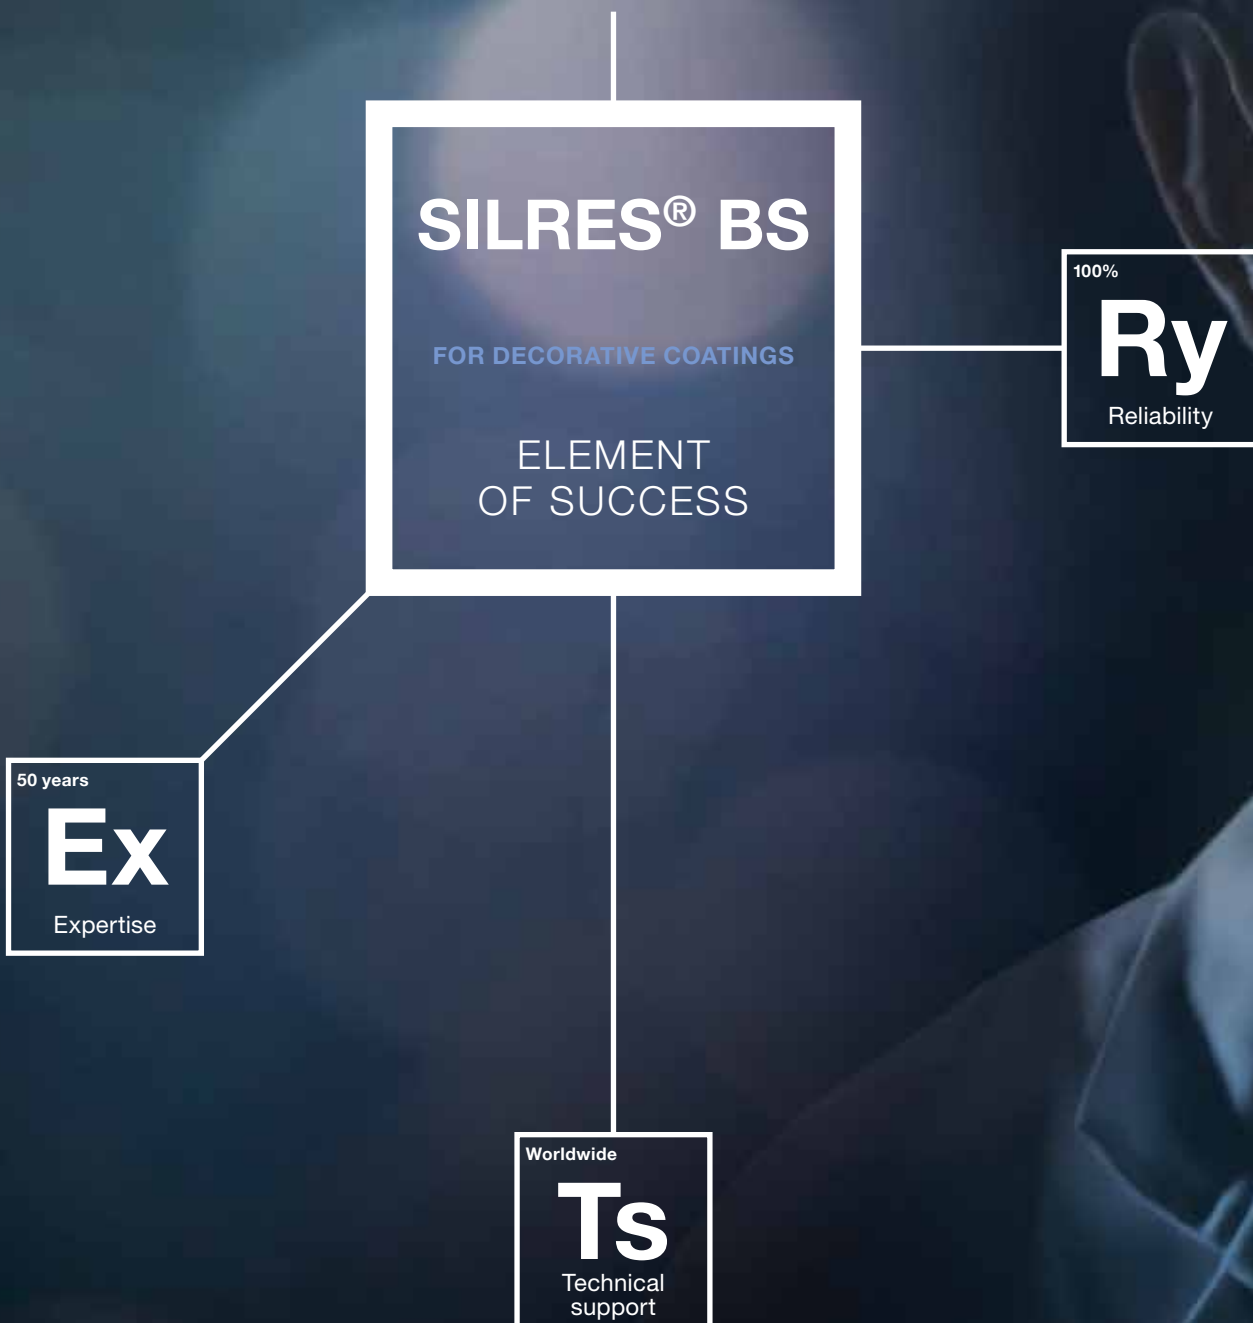 SILRES® BS
FOR DECORATIVE COATINGS
ELEMENT
OF SUCCESS
100%
Ry
Reliability
50 years
Ex
Expertise
Worldwide
Ts
Technical
support